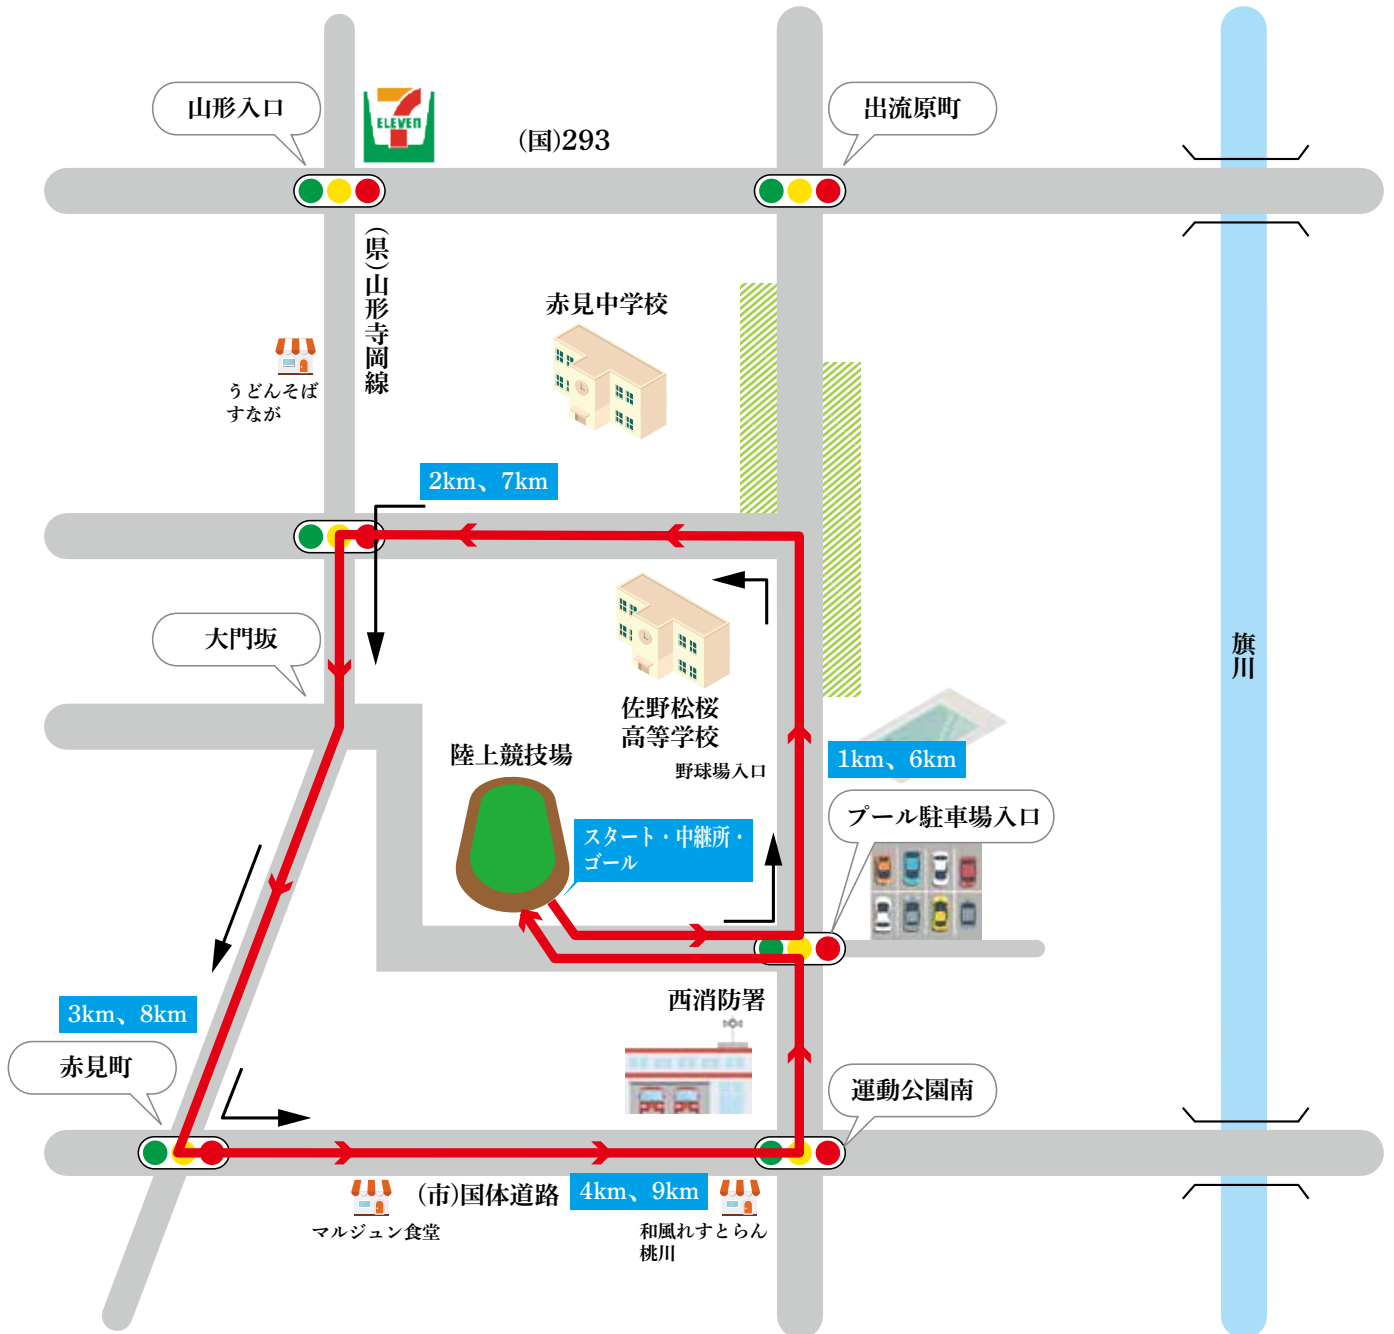 山形入口
ELEVEN
(国)293
出流原町
(県)山形寺岡線
赤見中学校
うどんそば
すなが
2km、7km
大門坂
佐野松桜
高等学校
野球場入口
旗川
陸上競技場
1km、6km
プール駐車場入口
スタート・中継所・
ゴール
西消防署
3km、8km
赤見町
運動公園南
(市)国体道路
4km、9km
マルジュン食堂
和風れすとらん
桃川